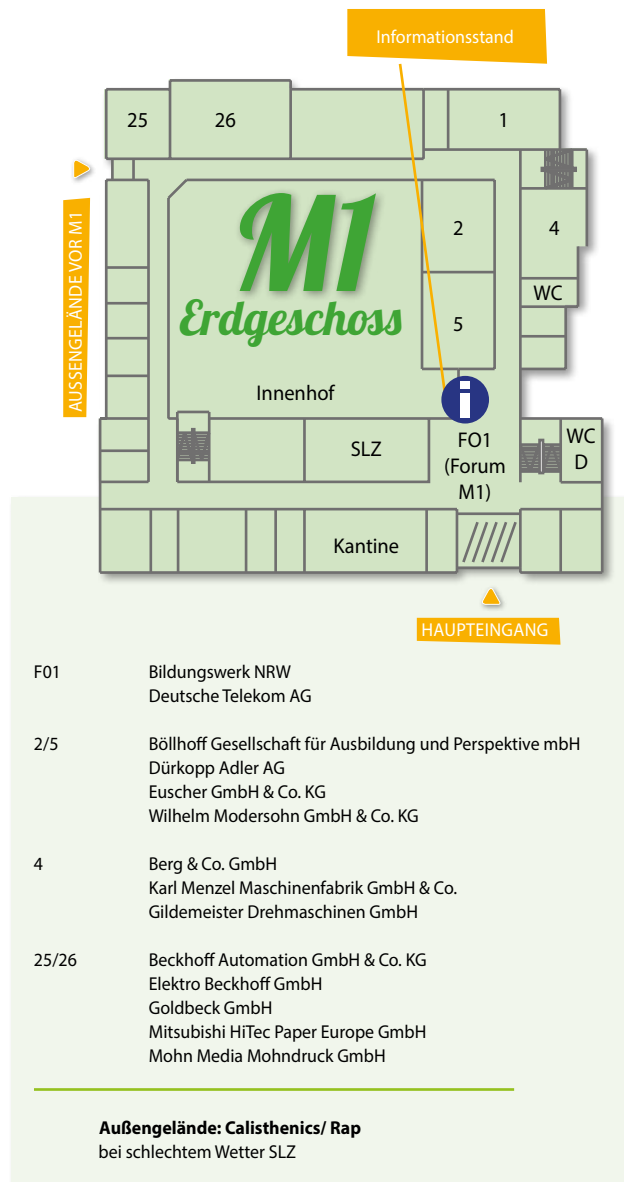 Informationsstand
25
26
1
AUSSENGELÄNDE VOR M1
M1
Erdgeschoss
2
4
WC
5
Innenhof
i
SLZ
FO1
(Forum
M1)
WC
D
Kantine
HAUPTEINGANG
F01 Bildungswerk NRW
Deutsche Telekom AG
2/5 Böllhoff Gesellschaft für Ausbildung und Perspektive mbH
Dürkopp Adler AG
Euscher GmbH & Co. KG
Wilhelm Modersohn GmbH & Co. KG
4 Berg & Co. GmbH
Karl Menzel Maschinenfabrik GmbH & Co.
Gildemeister Drehmaschinen GmbH
25/26 Beckhoff Automation GmbH & Co. KG
Elektro Beckhoff GmbH
Goldbeck GmbH
Mitsubishi HiTec Paper Europe GmbH
Mohn Media Mohndruck GmbH
Außengelände: Calisthenics/ Rap
bei schlechtem Wetter SLZ